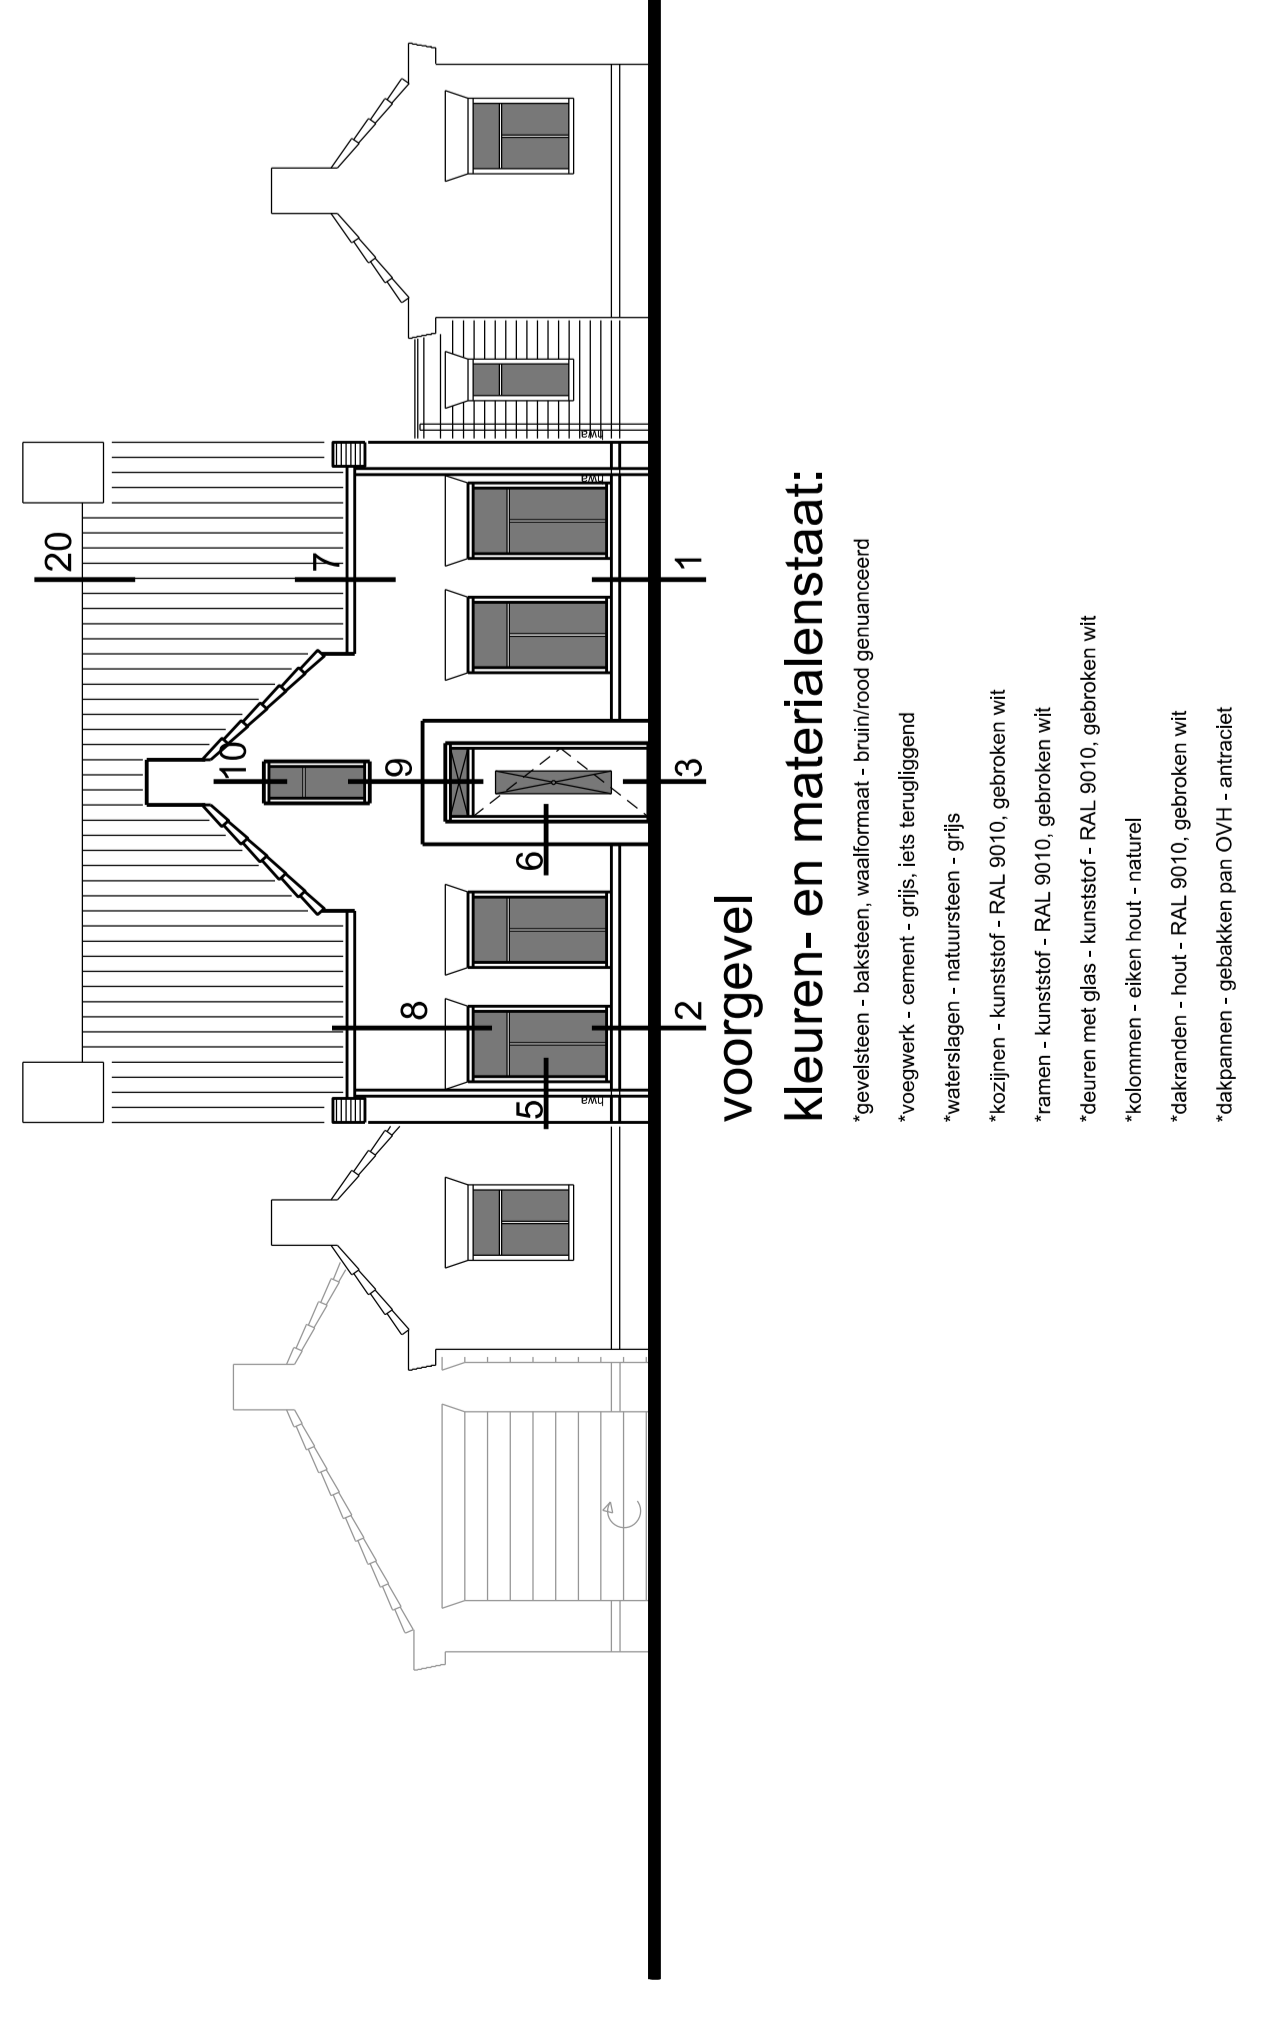 20
10
7
9
8
hwa
hwa
hwa
5
6
2
3
1
voorgevel
kleuren- en materialenstaat:
*gevelsteen - baksteen, waalformaat - bruin/rood genuanceerd
*voegwerk - cement - grijs, iets terugliggend
*waterslagen - natuursteen - grijs
*kozijnen - kunststof - RAL 9010, gebroken wit
*ramen - kunststof - RAL 9010, gebroken wit
*deuren met glas - kunststof - RAL 9010, gebroken wit
*kolommen - eiken hout - naturel
*dakranden - hout - RAL 9010, gebroken wit
*dakpannen - gebakken pan OVH - antraciet